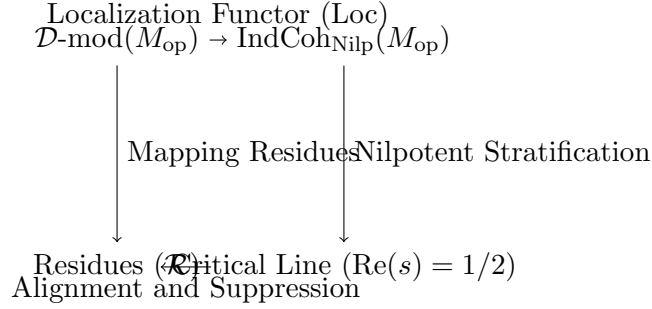 Localization Functor (Loc)
𝒟-mod(M_op) → IndCoh_Nilp(M_op)
Mapping Residues
Nilpotent Stratification
Residues (ℛ)
Critical Line (Re(s) = 1/2)
Alignment and Suppression